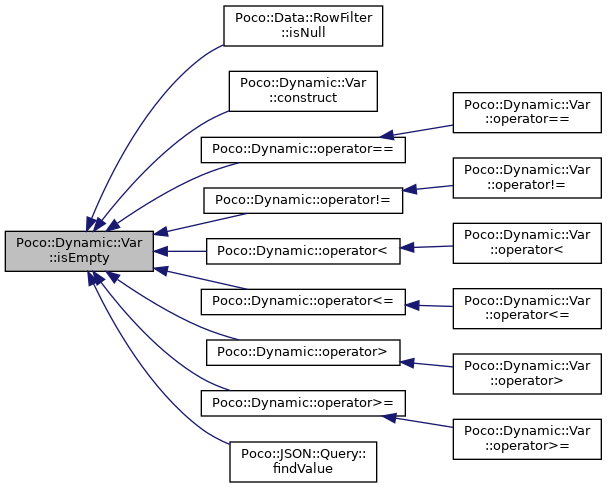 Poco::Data::RowFilter
::isNull
Poco::Dynamic::Var
::construct
Poco::Dynamic::Var
::operator==
Poco::Dynamic::operator==
Poco::Dynamic::Var
::operator!=
Poco::Dynamic::operator!=
Poco::Dynamic::Var
::isEmpty
Poco::Dynamic::operator<
Poco::Dynamic::Var
::operator<
Poco::Dynamic::operator<=
Poco::Dynamic::Var
::operator<=
Poco::Dynamic::operator>
Poco::Dynamic::Var
::operator>
Poco::Dynamic::operator>=
Poco::Dynamic::Var
::operator>=
Poco::JSON::Query::
findValue